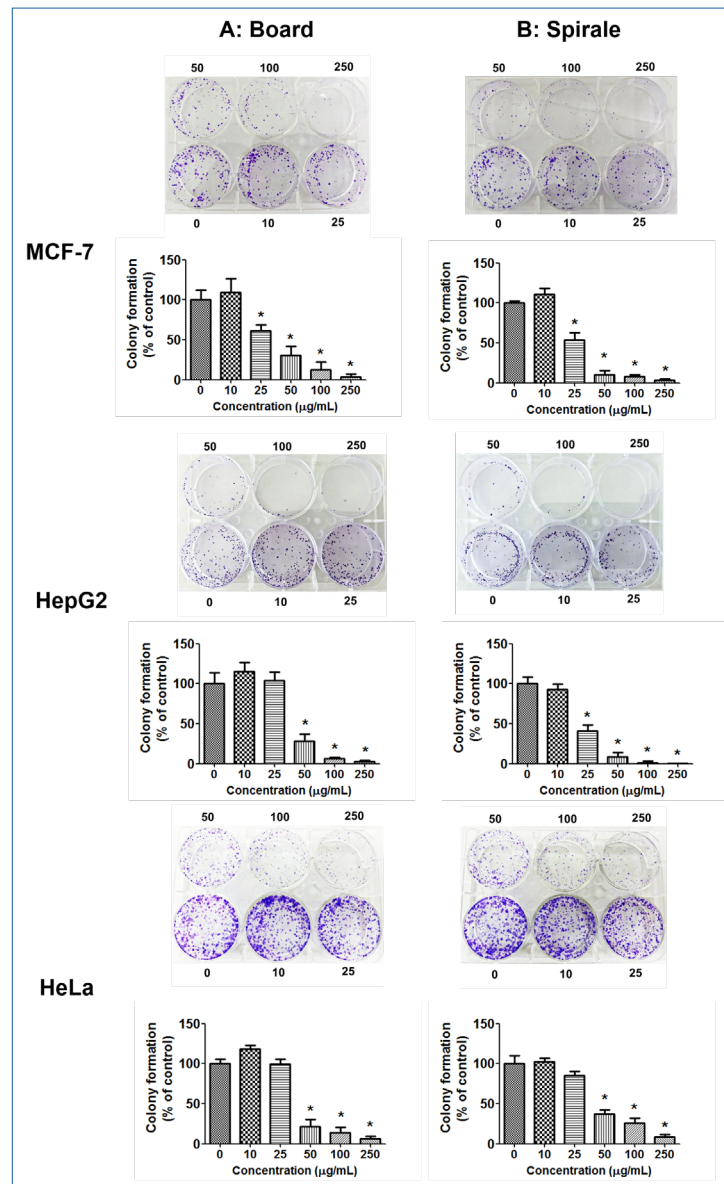 A: Board
B: Spirale
50 100 250
50 100 250
0 10 25
0 10 25
MCF-7
Colony formation
(% of control)
150
100
50
0
* * * *
0 10 25 50 100 250
Concentration (µg/mL)
Colony formation
(% of control)
150
100
50
0
* * * *
0 10 25 50 100 250
Concentration (µg/mL)
50 100 250
50 100 250
0 10 25
0 10 25
HepG2
Colony formation
(% of control)
150
100
50
0
* * *
0 10 25 50 100 250
Concentration (µg/mL)
Colony formation
(% of control)
150
100
50
0
* * * *
0 10 25 50 100 250
Concentration (µg/mL)
50 100 250
50 100 250
0 10 25
0 10 25
HeLa
Colony formation
(% of control)
150
100
50
0
* * *
0 10 25 50 100 250
Concentration (µg/mL)
Colony formation
(% of control)
150
100
50
0
* * *
0 10 25 50 100 250
Concentration (µg/mL)